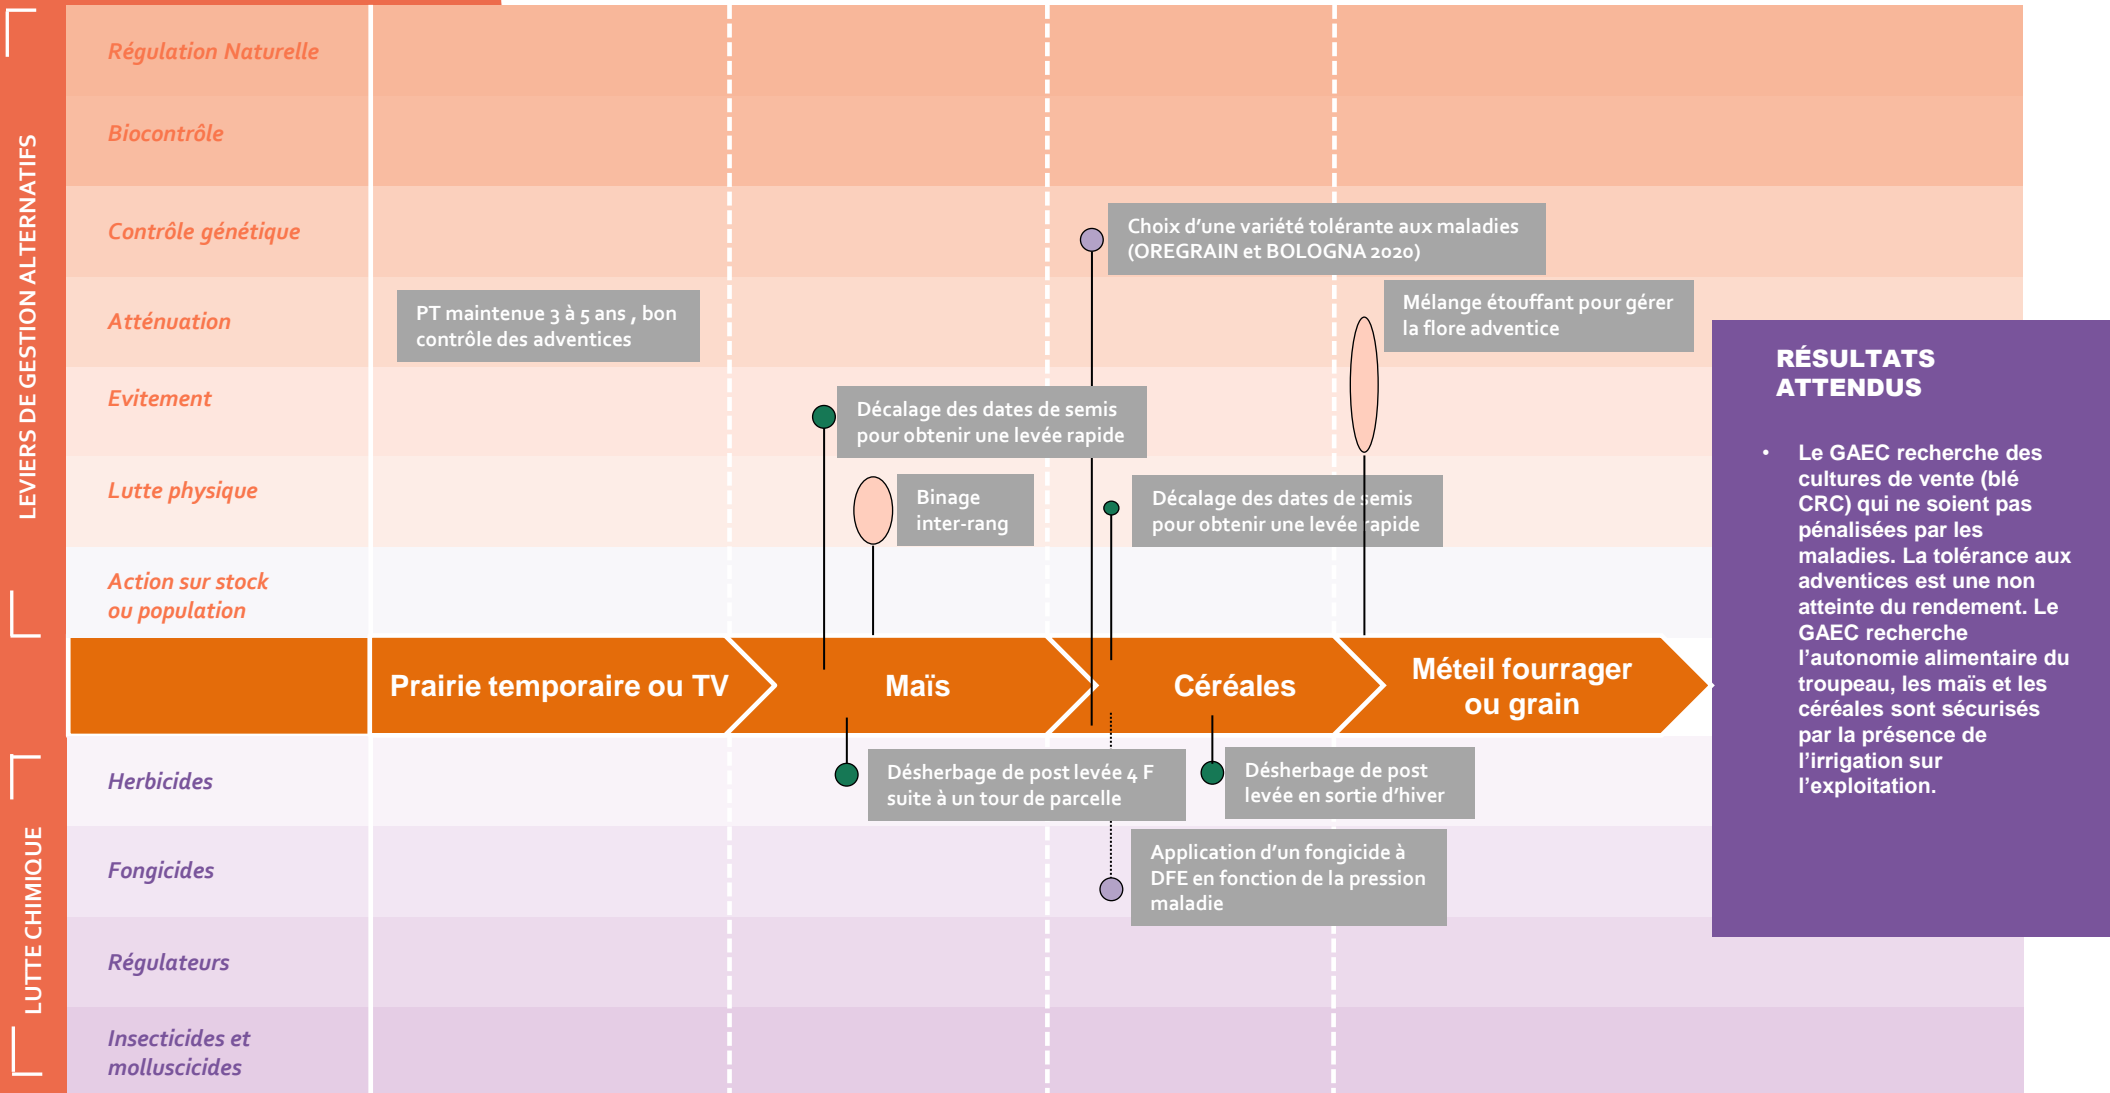 LEVIERS DE GESTION ALTERNATIFS
Régulation Naturelle
Biocontrôle
Contrôle génétique
Choix d'une variété tolérante aux maladies
(OREGRAIN et BOLOGNA 2020)
Atténuation
PT maintenue 3 à 5 ans , bon
contrôle des adventices
Mélange étouffant pour gérer
la flore adventice
Evitement
Décalage des dates de semis
pour obtenir une levée rapide
Lutte physique
Binage
inter-rang
Décalage des dates de semis
pour obtenir une levée rapide
Action sur stock
ou population
Prairie temporaire ou TV
Maïs
Céréales
Méteil fourrager
ou grain
LUTTE CHIMIQUE
Herbicides
Désherbage de post levée 4 F
suite à un tour de parcelle
Désherbage de post
levée en sortie d'hiver
Fongicides
Application d'un fongicide à
DFE en fonction de la pression
maladie
Régulateurs
Insecticides et
molluscicides
RÉSULTATS
ATTENDUS
• Le GAEC recherche des
cultures de vente (blé
CRC) qui ne soient pas
pénalisées par les
maladies. La tolérance aux
adventices est une non
atteinte du rendement. Le
GAEC recherche
l'autonomie alimentaire du
troupeau, les maïs et les
céréales sont sécurisés
par la présence de
l'irrigation sur
l'exploitation.